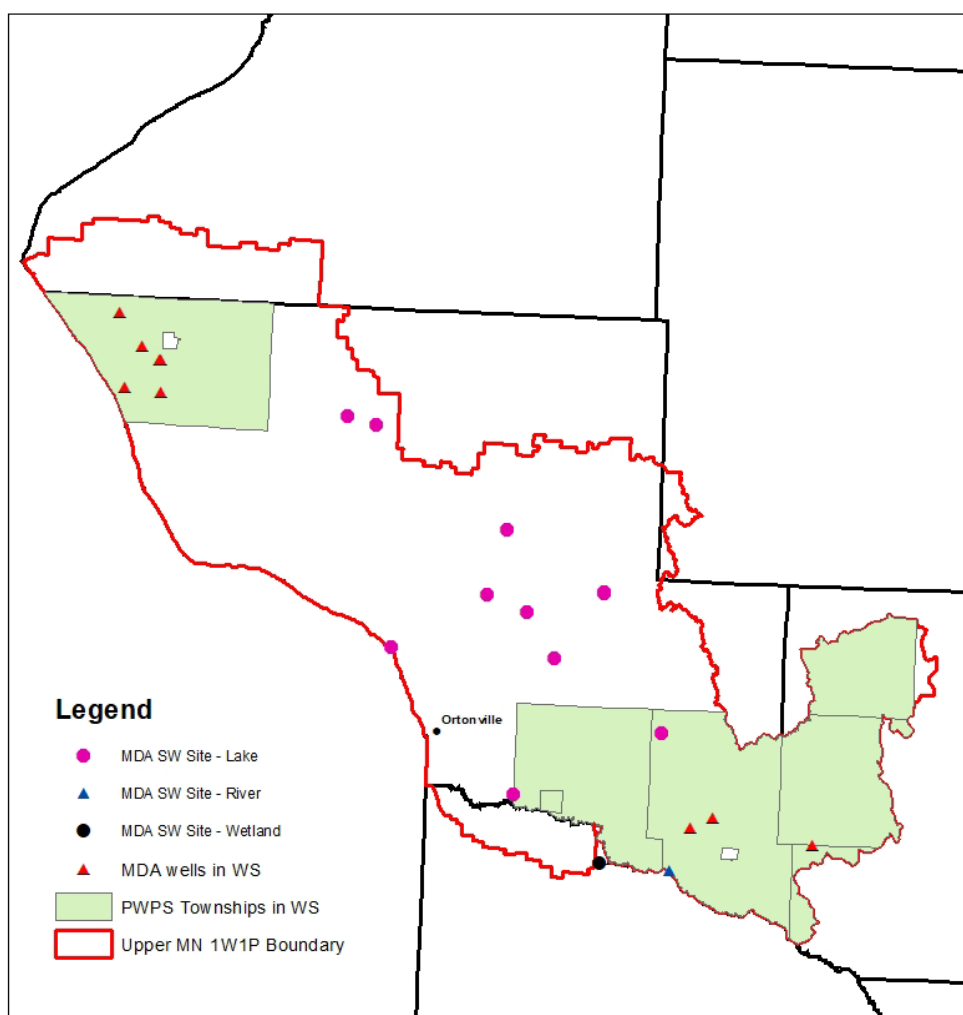 Ortonville
Legend
MDA SW Site - Lake
MDA SW Site - River
MDA SW Site - Wetland
MDA wells in WS
PWPS Townships in WS
Upper MN 1W1P Boundary